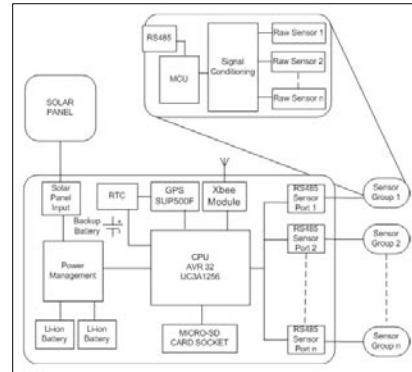 RS485
MCU
Signal
Conditioning
Raw Sensor 1
Raw Sensor 2
Raw Sensor n
SOLAR
PANEL
Solar
Panel
Input
RTC
GPS
SUP500F
Xbee
Module
Backup
Battery
Power
Management
Li-ion
Battery
Li-ion
Battery
CPU
AVR 32
UC3A1256
MICRO-SD
CARD SOCKET
RS485
Sensor
Port 1
RS485
Sensor
Port 2
RS485
Sensor
Port n
Sensor
Group 1
Sensor
Group 2
Sensor
Group n